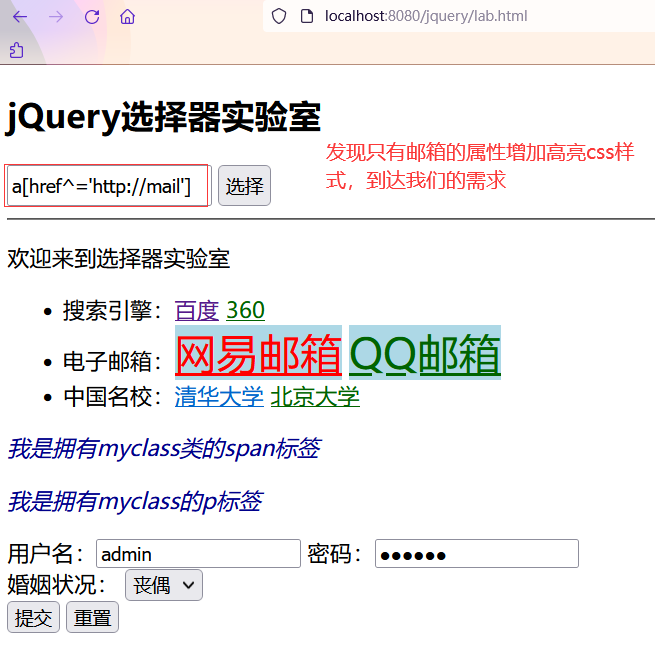 localhost:8080/jquery/lab.html
jQuery选择器实验室
发现只有邮箱的属性增加高亮css样
式，到达我们的需求
a[href^='http://mail'] 选择
欢迎来到选择器实验室
搜索引擎：百度 360
电子邮箱：网易邮箱 QQ邮箱
中国名校：清华大学 北京大学
我是拥有myclass类的span标签
我是拥有myclass的p标签
用户名：admin 密码：●●●●●●
婚姻状况： 丧偶
提交 重置